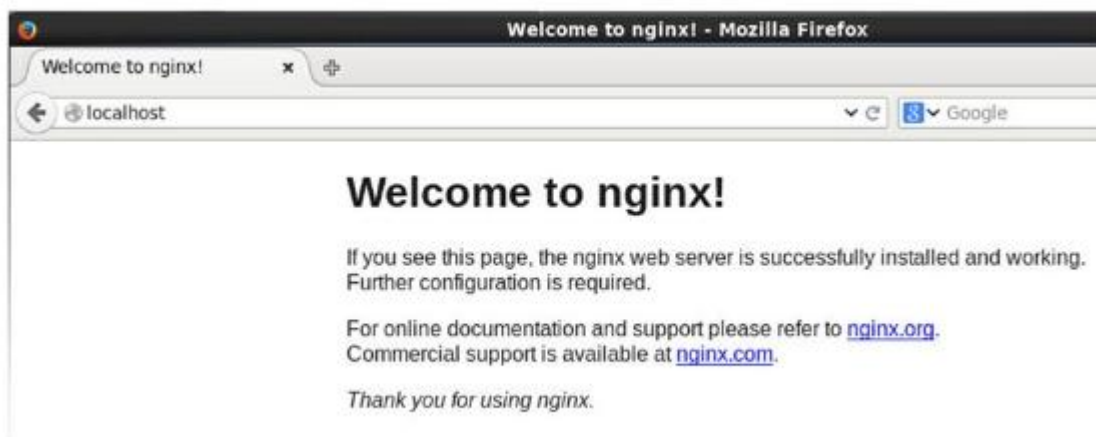 Welcome to nginx! - Mozilla Firefox
Welcome to nginx!
localhost
Google
Welcome to nginx!
If you see this page, the nginx web server is successfully installed and working.
Further configuration is required.
For online documentation and support please refer to nginx.org.
Commercial support is available at nginx.com.
Thank you for using nginx.